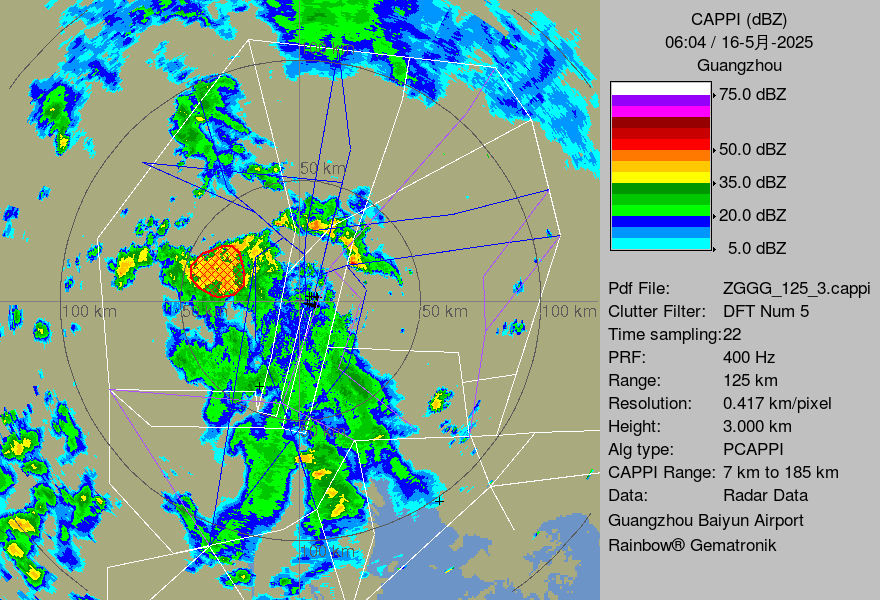 CAPPI (dBZ)
06:04 / 16-5月-2025
Guangzhou
75.0 dBZ
50.0 dBZ
35.0 dBZ
20.0 dBZ
5.0 dBZ
50 km
100 km
50 km
50 km
100 km
100 km
Pdf File: ZGGG_125_3.cappi
Clutter Filter: DFT Num 5
Time sampling:22
PRF: 400 Hz
Range: 125 km
Resolution: 0.417 km/pixel
Height: 3.000 km
Alg type: PCAPPI
CAPPI Range: 7 km to 185 km
Data: Radar Data
Guangzhou Baiyun Airport
Rainbow® Gematronik